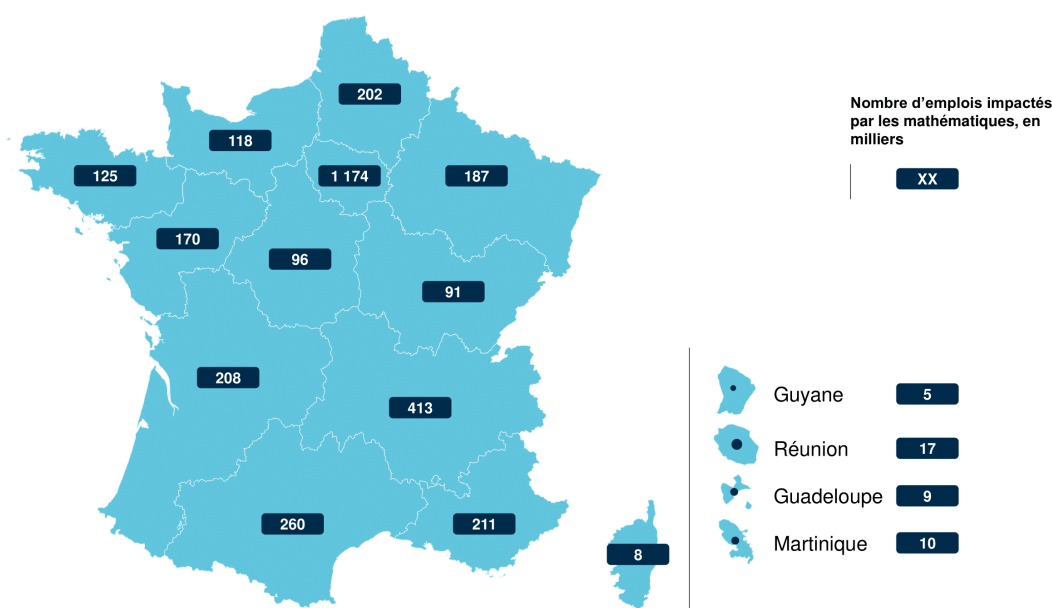 202
118
1 174
125
187
170
96
91
208
413
260
211
8
Nombre d’emplois impactés
par les mathématiques, en
milliers
XX
Guyane 5
Réunion 17
Guadeloupe 9
Martinique 10